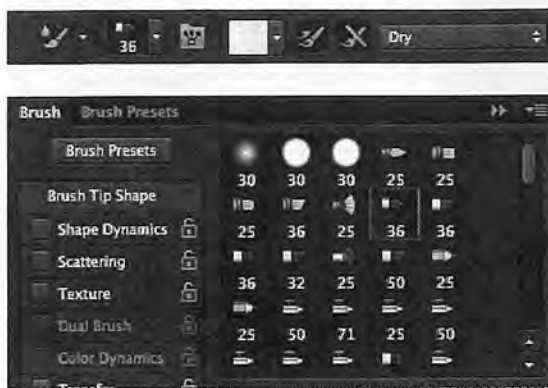 36
Dry
Brush Brush Presets
Brush Presets
30 30 30 25 25
Brush Tip Shape
Shape Dynamics
25 36 25 36 36
Scattering
36 32 25 50 25
Texture
Dual Brush
25 50 71 25 50
Color Dynamics
Transfer